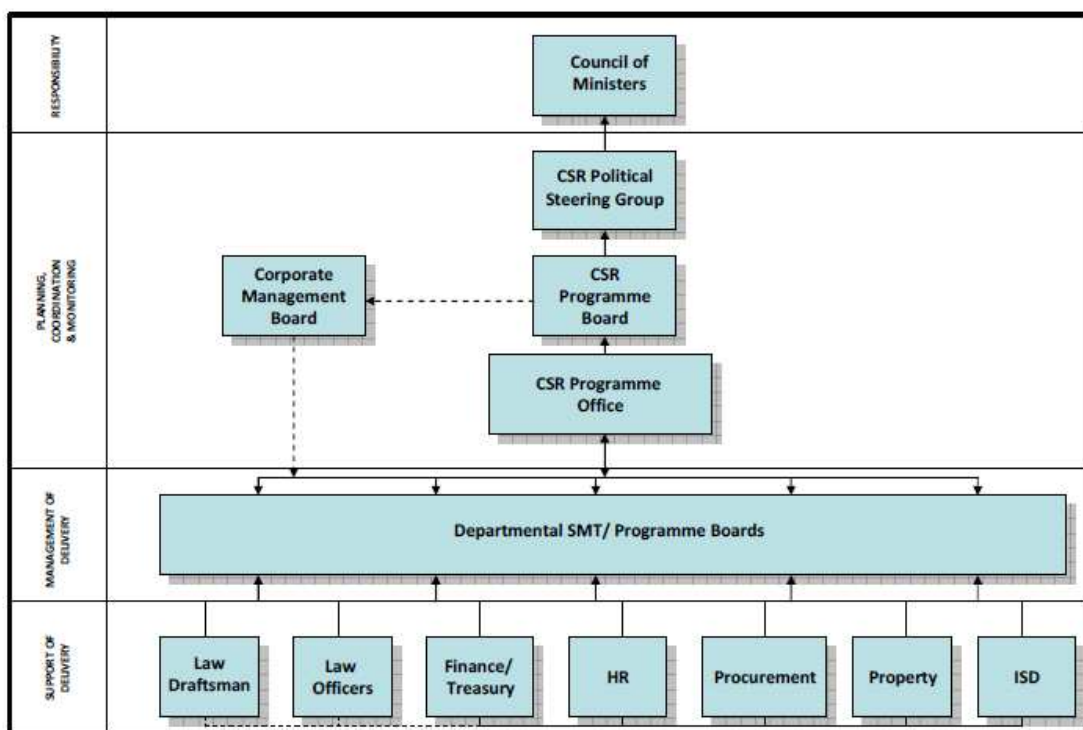 RESPONSIBILITY
Council of
Ministers
PLANNING,
COORDINATION
& MONITORING
CSR Political
Steering Group
Corporate
Management
Board
CSR
Programme
Board
CSR Programme
Office
MANAGEMENT OF
DELIVERY
Departmental SMT/ Programme Boards
SUPPORT OF
DELIVERY
Law
Draftsman
Law
Officers
Finance/
Treasury
HR
Procurement
Property
ISD